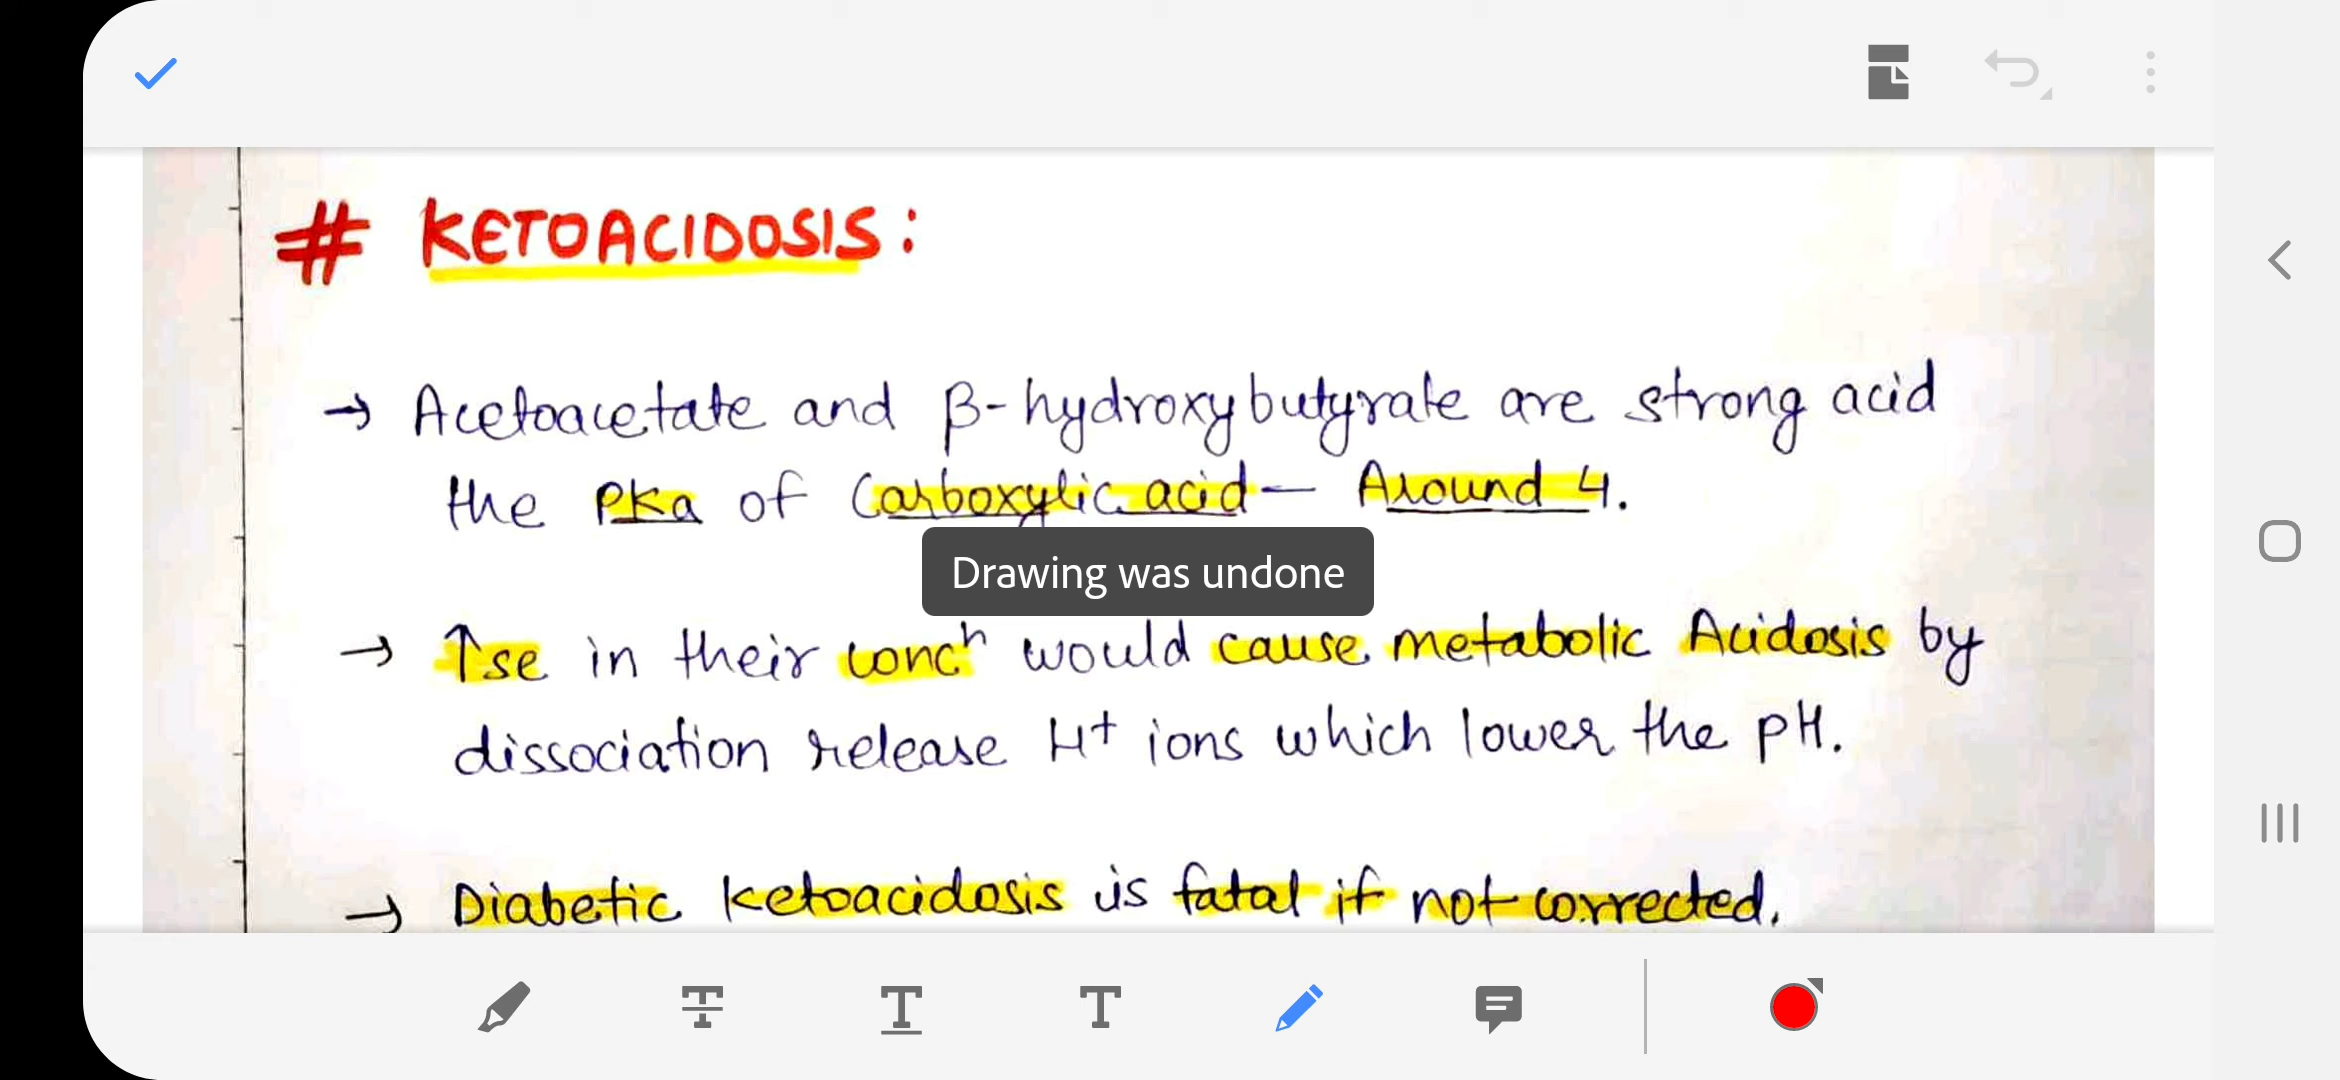 # KETOACIDOSIS :
→ Acetoacetate and β-hydroxybutyrate are strong acid
the PKa of Carboxylic acid — Around 4.
Drawing was undone
→ ↑se in their concⁿ would cause metabolic Acidosis by
dissociation release H⁺ ions which lower the pH.
→ Diabetic ketoacidosis is fatal if not corrected.